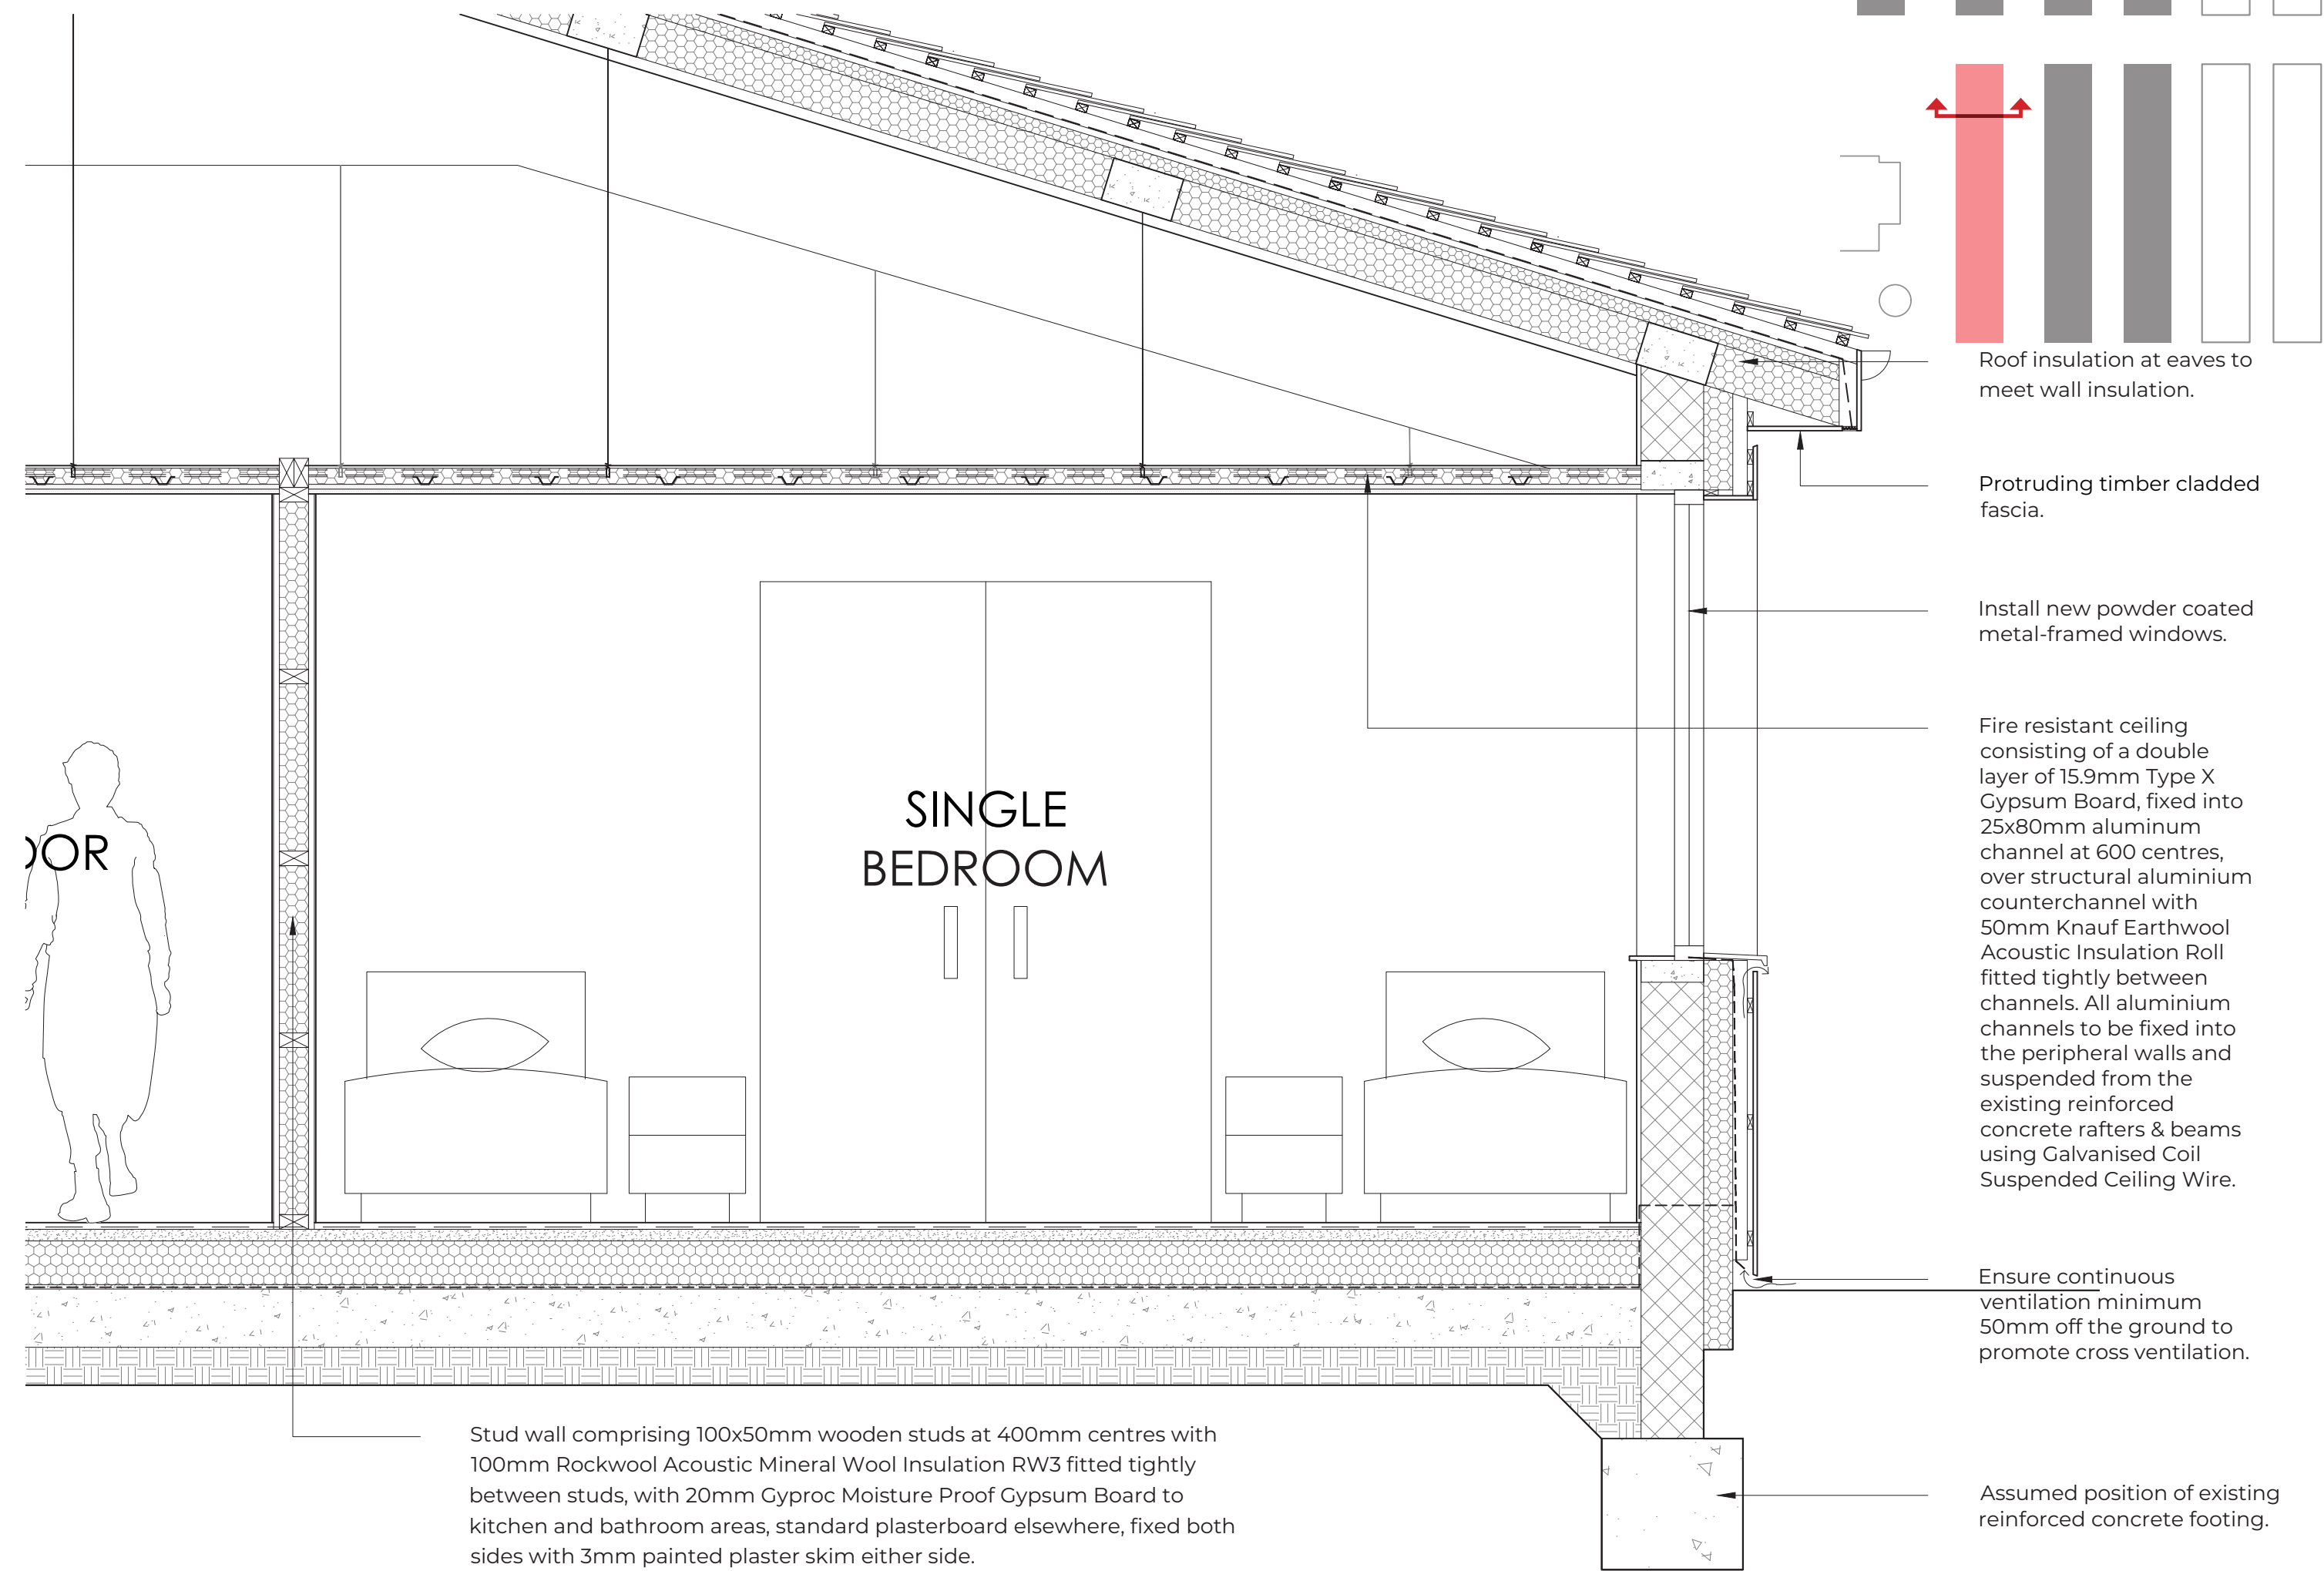 Roof insulation at eaves to
meet wall insulation.
Protruding timber cladded
fascia.
Install new powder coated
metal-framed windows.
Fire resistant ceiling
consisting of a double
layer of 15.9mm Type X
Gypsum Board, fixed into
25x80mm aluminum
channel at 600 centres,
over structural aluminium
counterchannel with
50mm Knauf Earthwool
Acoustic Insulation Roll
fitted tightly between
channels. All aluminium
channels to be fixed into
the peripheral walls and
suspended from the
existing reinforced
concrete rafters & beams
using Galvanised Coil
Suspended Ceiling Wire.
SINGLE
BEDROOM
OOR
Ensure continuous
ventilation minimum
50mm off the ground to
promote cross ventilation.
Stud wall comprising 100x50mm wooden studs at 400mm centres with
100mm Rockwool Acoustic Mineral Wool Insulation RW3 fitted tightly
between studs, with 20mm Gyproc Moisture Proof Gypsum Board to
kitchen and bathroom areas, standard plasterboard elsewhere, fixed both
sides with 3mm painted plaster skim either side.
Assumed position of existing
reinforced concrete footing.